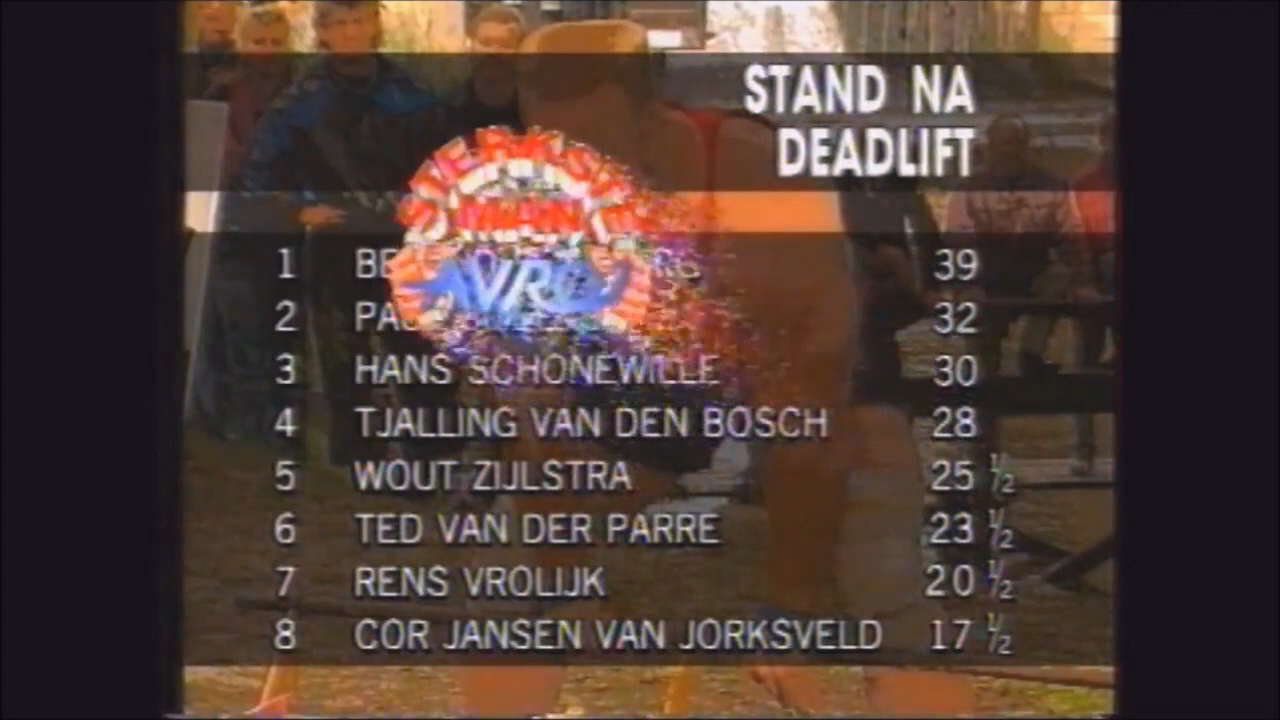 STAND NA
DEADLIFT
STERKSTE
MAN
AVRO
1 39
2 32
3 HANS SCHONEWILLE 30
4 TJALLING VAN DEN BOSCH 28
5 WOUT ZIJLSTRA 25 ½
6 TED VAN DER PARRE 23 ½
7 RENS VROLIJK 20 ½
8 COR JANSEN VAN JORKSVELD 17 ½